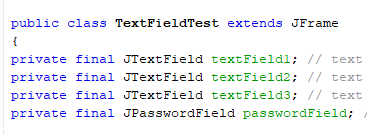 public class TextFieldTest extends JFrame
{
private final JTextField textField1; // text
private final JTextField textField2; // text
private final JTextField textField3; // text
private final JPasswordField passwordField; /